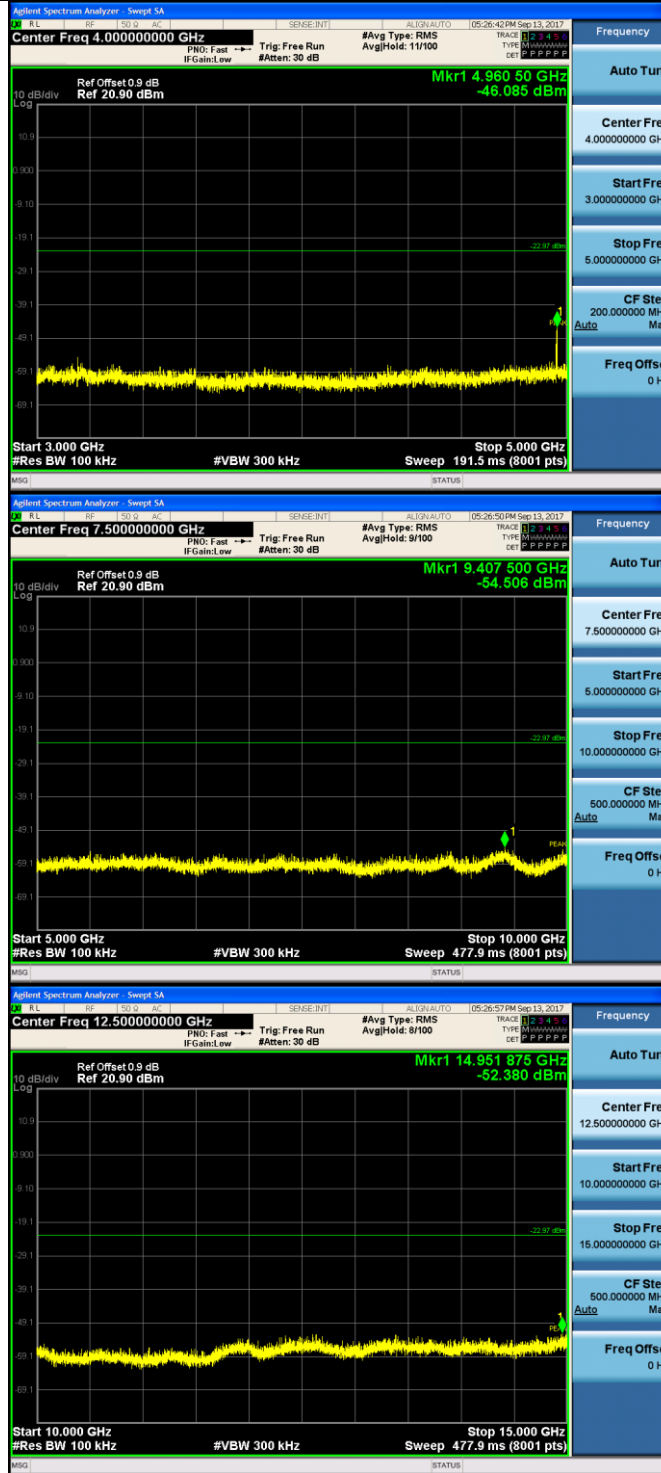 Agilent Spectrum Analyzer - Swept SA
RL RF 50 Ω AC SENSE:INT ALIGNAUTO 05:26:42 PM Sep 13, 2017
Center Freq 4.000000000 GHz
PNO: Fast Trig: Free Run
IFGain:Low #Atten: 30 dB
#Avg Type: RMS
Avg|Hold: 11/100
TRACE 1 2 3 4 5 6
TYPE M
DET P P P P P P
Frequency
Mkr1 4.960 50 GHz
-46.085 dBm
Ref Offset 0.9 dB
10 dB/div Ref 20.90 dBm
Log
10.9
0.900
-9.10
-19.1
-22.97 dBm
-29.1
-39.1
1
-49.1
-59.1
-69.1
Start 3.000 GHz Stop 5.000 GHz
#Res BW 100 kHz #VBW 300 kHz Sweep 191.5 ms (8001 pts)
MSG STATUS
Auto Tun
Center Fre
4.000000000 GH
Start Fre
3.000000000 GH
Stop Fre
5.000000000 GH
CF Ste
200.000000 MH
Auto Ma
Freq Offs
0 H
Agilent Spectrum Analyzer - Swept SA
RL RF 50 Ω AC SENSE:INT ALIGNAUTO 05:26:50 PM Sep 13, 2017
Center Freq 7.500000000 GHz
PNO: Fast Trig: Free Run
IFGain:Low #Atten: 30 dB
#Avg Type: RMS
Avg|Hold: 9/100
TRACE 1 2 3 4 5 6
TYPE M
DET P P P P P P
Frequency
Mkr1 9.407 500 GHz
-54.506 dBm
Ref Offset 0.9 dB
10 dB/div Ref 20.90 dBm
Log
10.9
0.900
-9.10
-19.1
-22.97 dBm
-29.1
-39.1
-49.1
1
PEAK
-59.1
-69.1
Start 5.000 GHz Stop 10.000 GHz
#Res BW 100 kHz #VBW 300 kHz Sweep 477.9 ms (8001 pts)
MSG STATUS
Auto Tun
Center Fre
7.500000000 GH
Start Fre
5.000000000 GH
Stop Fre
10.000000000 GH
CF Ste
500.000000 MH
Auto Ma
Freq Offs
0 H
Agilent Spectrum Analyzer - Swept SA
RL RF 50 Ω AC SENSE:INT ALIGNAUTO 05:26:57 PM Sep 13, 2017
Center Freq 12.500000000 GHz
PNO: Fast Trig: Free Run
IFGain:Low #Atten: 30 dB
#Avg Type: RMS
Avg|Hold: 8/100
TRACE 1 2 3 4 5 6
TYPE M
DET P P P P P P
Frequency
Mkr1 14.951 875 GHz
-52.380 dBm
Ref Offset 0.9 dB
10 dB/div Ref 20.90 dBm
Log
10.9
0.900
-9.10
-19.1
-22.97 dBm
-29.1
-39.1
-49.1
1
-59.1
-69.1
Start 10.000 GHz Stop 15.000 GHz
#Res BW 100 kHz #VBW 300 kHz Sweep 477.9 ms (8001 pts)
MSG STATUS
Auto Tun
Center Fre
12.500000000 GH
Start Fre
10.000000000 GH
Stop Fre
15.000000000 GH
CF Ste
500.000000 MH
Auto Ma
Freq Offs
0 H